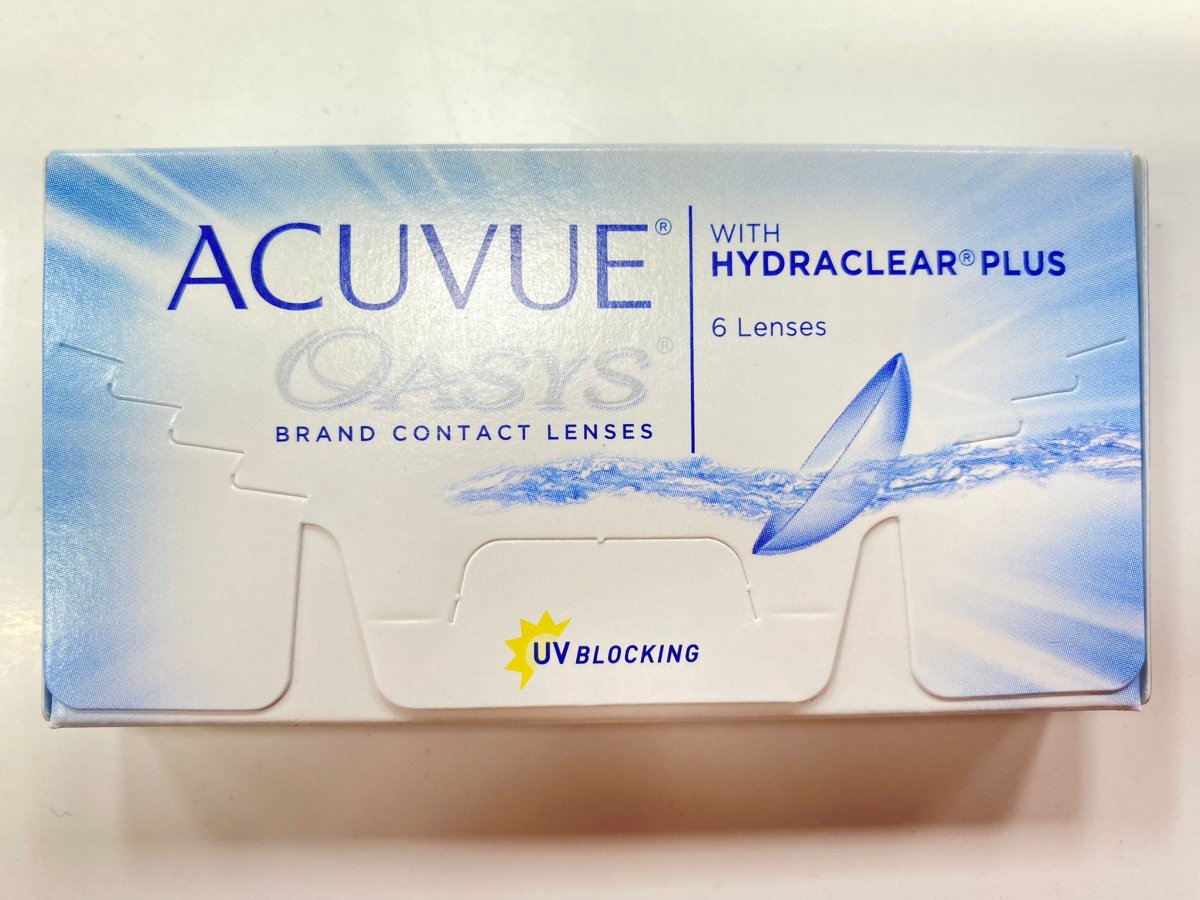 ACUVUE®
OASYS®
BRAND CONTACT LENSES
WITH
HYDRACLEAR® PLUS
6 Lenses
UV BLOCKING